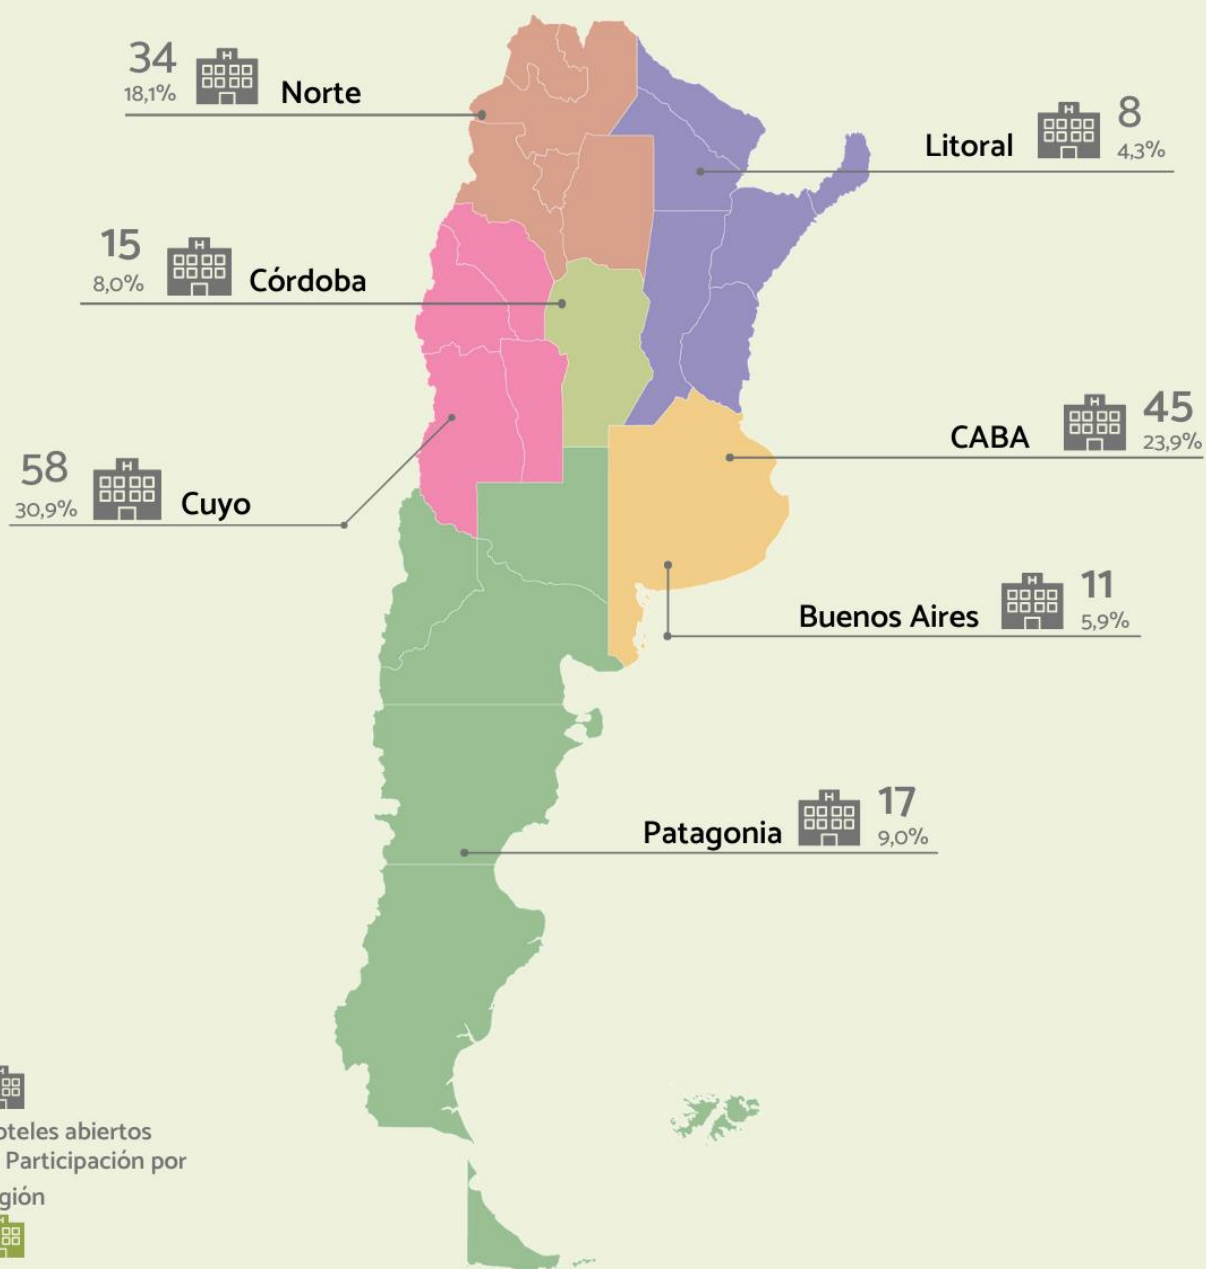 34
18,1%
Norte
8
4,3%
Litoral
15
8,0%
Córdoba
45
23,9%
CABA
58
30,9%
Cuyo
11
5,9%
Buenos Aires
17
9,0%
Patagonia
H
oteles abiertos
Participación por
gión